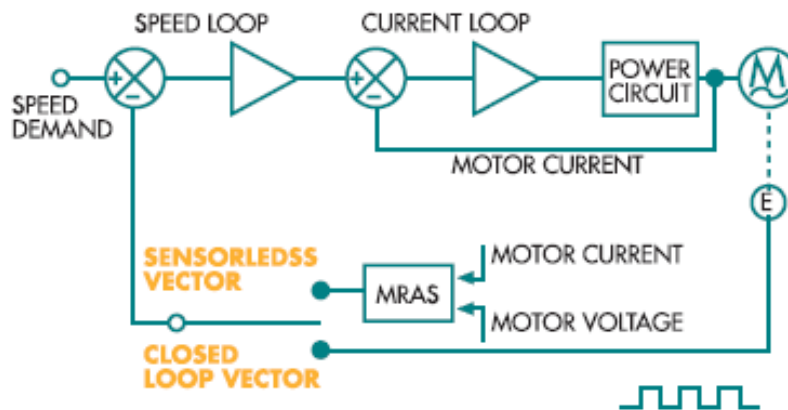 SPEED LOOP
CURRENT LOOP
+
−
+
−
POWER
CIRCUIT
M
SPEED
DEMAND
MOTOR CURRENT
E
SENSORLEDSS
VECTOR
MRAS
MOTOR CURRENT
MOTOR VOLTAGE
CLOSED
LOOP VECTOR